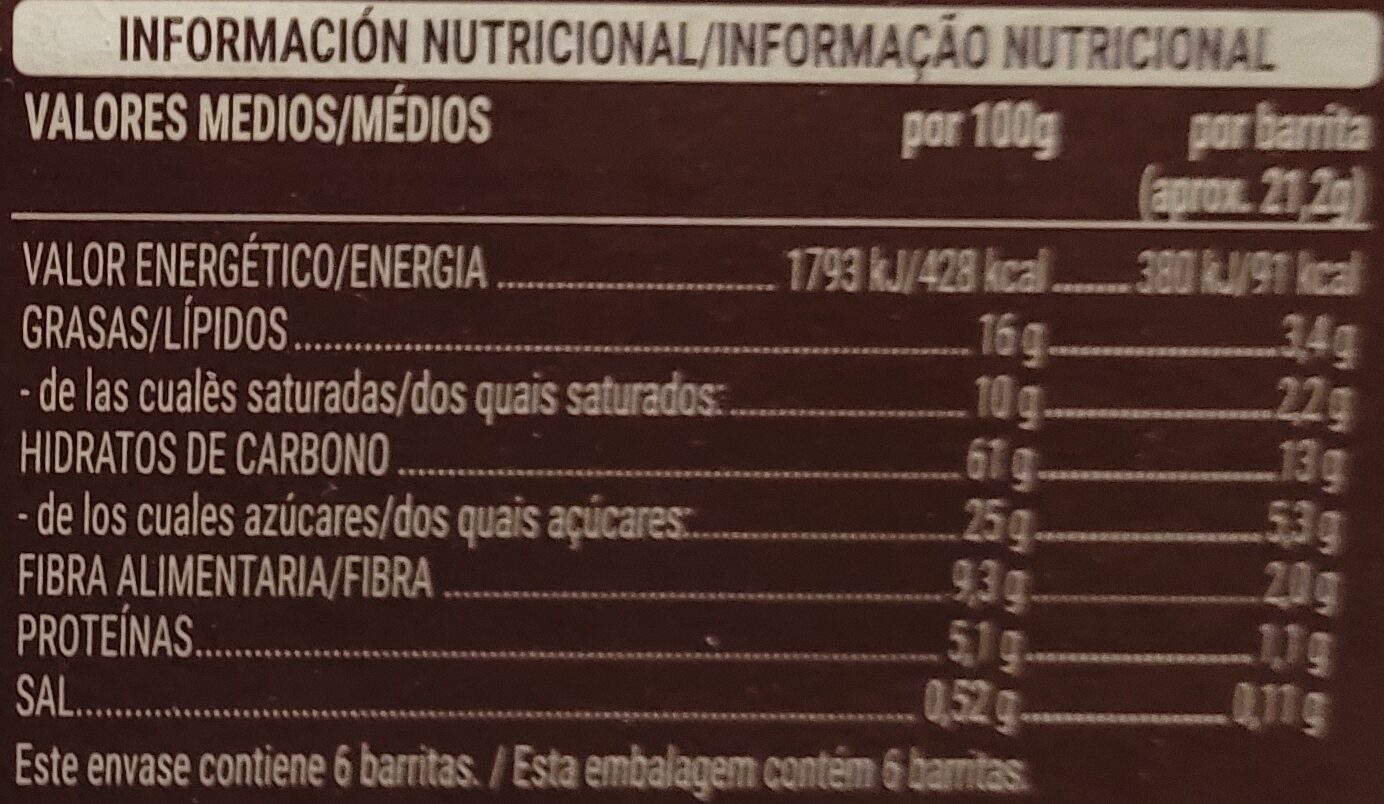 INFORMACIÓN NUTRICIONAL/INFORMAÇÃO NUTRICIONAL
VALORES MEDIOS/MÉDIOS por 100g por barrita
(aprox. 21,2g)
VALOR ENERGÉTICO/ENERGIA 1793 kJ/428 kcal 380 kJ/91 kcal
GRASAS/LÍPIDOS 16 g 3,4 g
- de las cualès saturadas/dos quais saturados: 10 g 2,2 g
HIDRATOS DE CARBONO 61 g 13 g
- de los cuales azúcares/dos quais açúcares: 25 g 5,3 g
FIBRA ALIMENTARIA/FIBRA 9,3 g 2,0 g
PROTEÍNAS 5,1 g 1,1 g
SAL 0,52 g 0,11 g
Este envase contiene 6 barritas. / Esta embalagem contém 6 barritas.